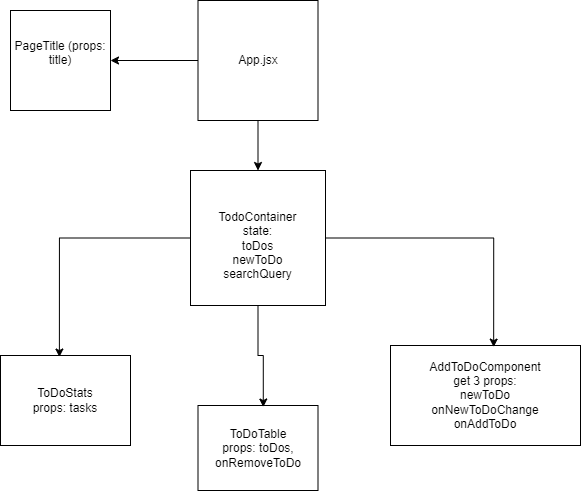 PageTitle (props:
title)
App.jsx
TodoContainer
state:
toDos
newToDo
searchQuery
ToDoStats
props: tasks
ToDoTable
props: toDos,
onRemoveToDo
AddToDoComponent
get 3 props:
newToDo
onNewToDoChange
onAddToDo